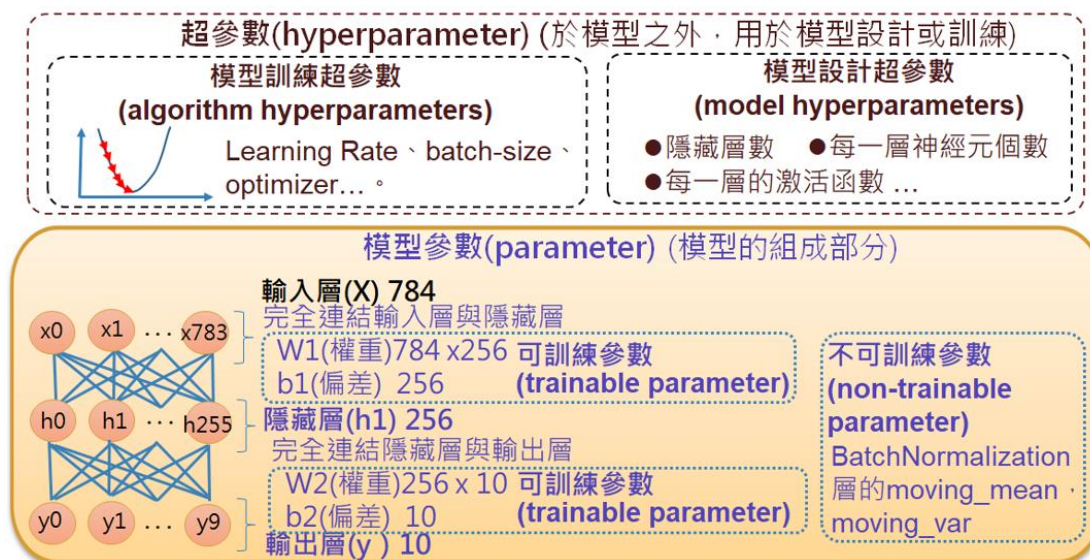 超參數(hyperparameter) (於模型之外，用於模型設計或訓練)
模型訓練超參數
(algorithm hyperparameters)
Learning Rate、batch-size、
optimizer…。
模型設計超參數
(model hyperparameters)
●隱藏層數 ●每一層神經元個數
●每一層的激活函數 …
模型參數(parameter) (模型的組成部分)
輸入層(X) 784
完全連結輸入層與隱藏層
x0 x1 ... x783
W1(權重)784 x256 可訓練參數
b1(偏差) 256 (trainable parameter)
h0 h1 ... h255
隱藏層(h1) 256
完全連結隱藏層與輸出層
W2(權重)256 x 10 可訓練參數
b2(偏差) 10 (trainable parameter)
y0 y1 ... y9
輸出層(y ) 10
不可訓練參數
(non-trainable
parameter)
BatchNormalization
層的moving_mean，
moving_var